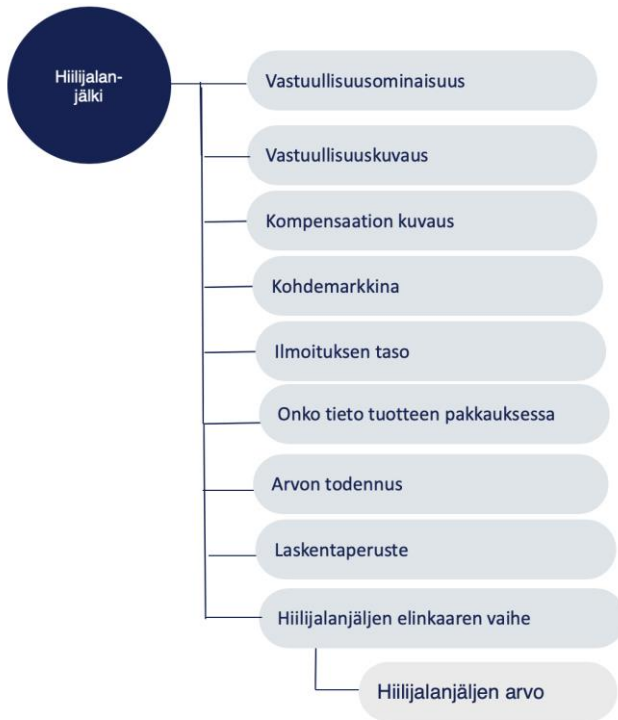 Hiilijalan-
jälki
Vastuullisuusominaisuus
Vastuullisuuskuvaus
Kompensaation kuvaus
Kohdemarkkina
Ilmoituksen taso
Onko tieto tuotteen pakkauksessa
Arvon todennus
Laskentaperuste
Hiilijalanjäljen elinkaaren vaihe
Hiilijalanjäljen arvo